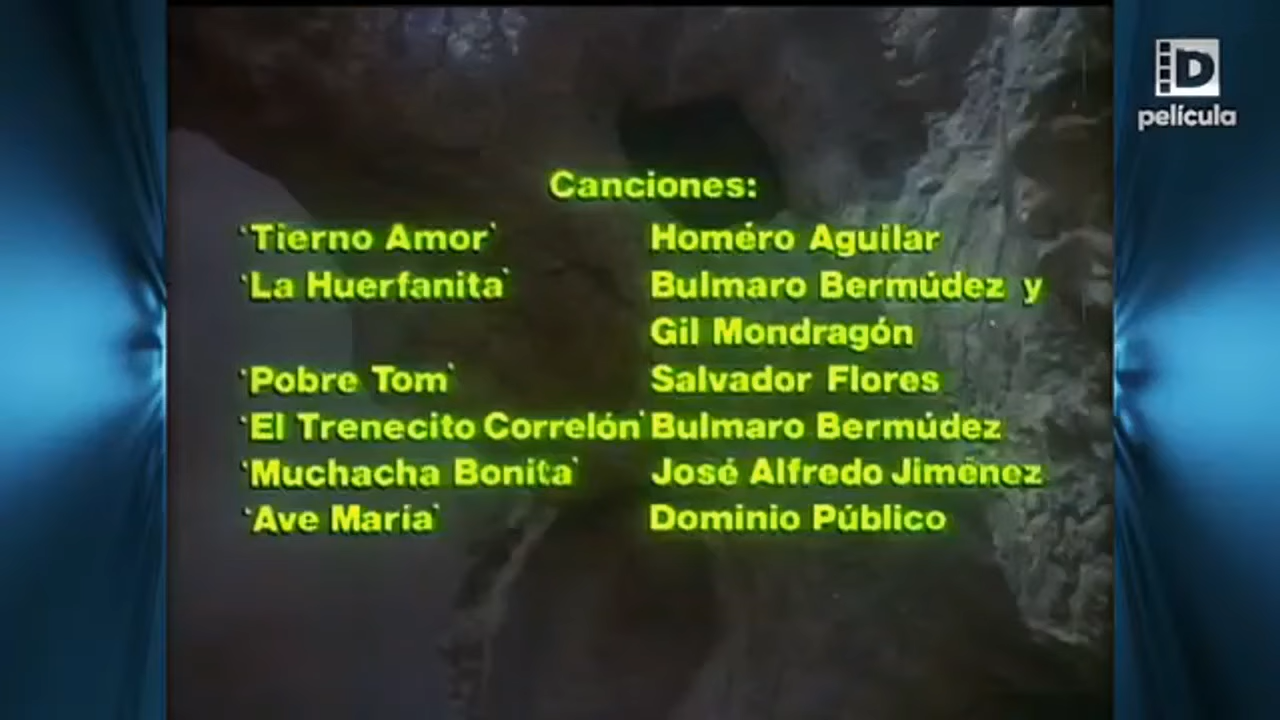 D
película
Canciones:
'Tierno Amor' Homéro Aguilar
'La Huerfanita' Bulmaro Bermúdez y
Gil Mondragón
'Pobre Tom' Salvador Flores
'El Trenecito Correlón' Bulmaro Bermúdez
'Muchacha Bonita' José Alfredo Jiménez
'Ave María' Dominio Público